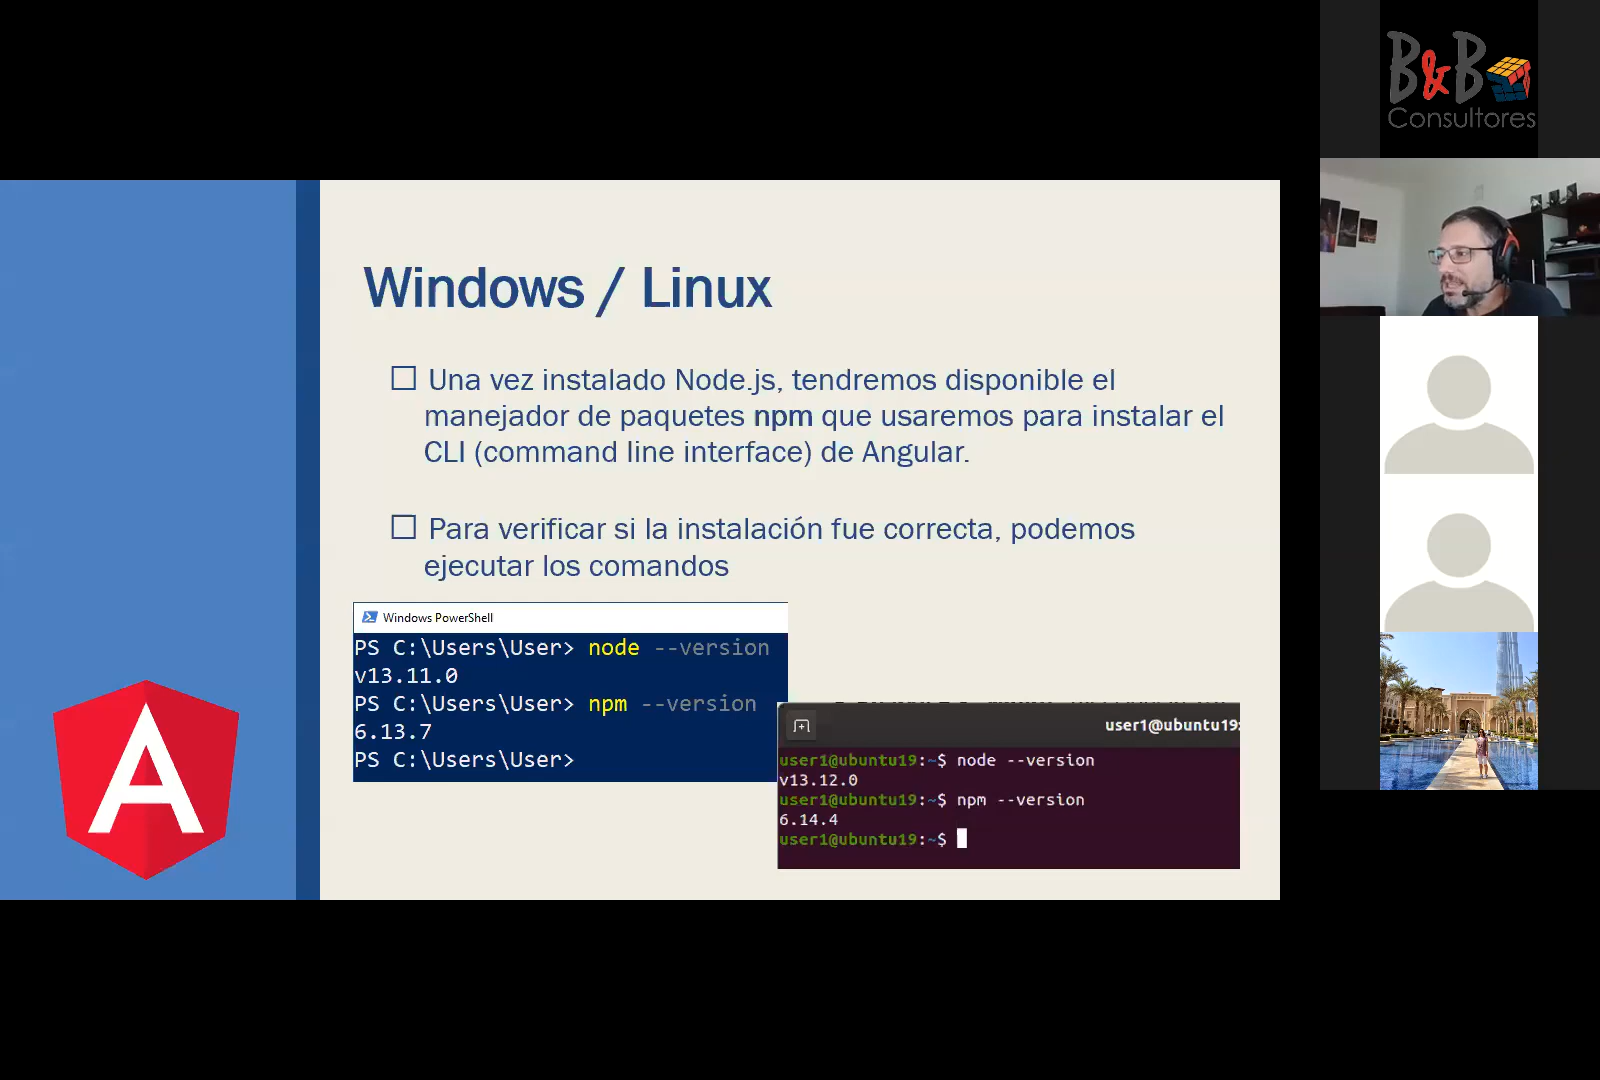 B&B
Consultores
Windows / Linux
Una vez instalado Node.js, tendremos disponible el
manejador de paquetes npm que usaremos para instalar el
CLI (command line interface) de Angular.
Para verificar si la instalación fue correcta, podemos
ejecutar los comandos
Windows PowerShell
PS C:\Users\User> node --version
v13.11.0
PS C:\Users\User> npm --version
6.13.7
PS C:\Users\User>
user1@ubuntu19:
user1@ubuntu19:~$ node --version
v13.12.0
user1@ubuntu19:~$ npm --version
6.14.4
user1@ubuntu19:~$
A